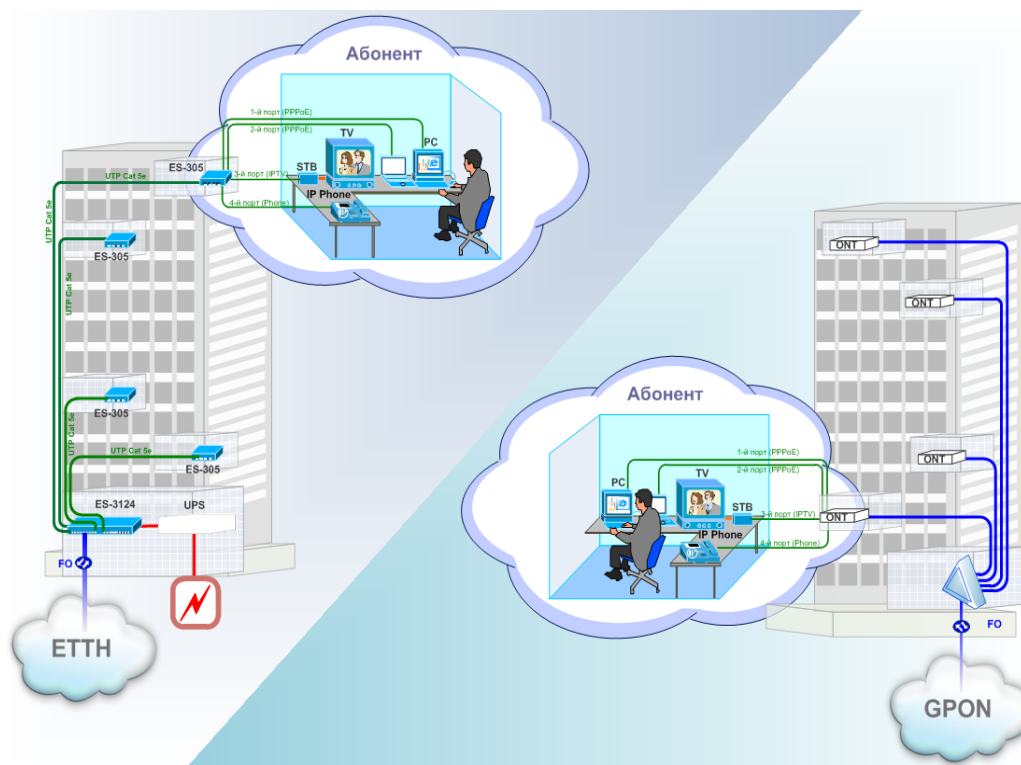 Абонент
1-й порт (PPPoE)
2-й порт (PPPoE)
TV
PC
ES-305
STB
3-й порт (IPTV)
UTP Cat 5e
IP Phone
4-й порт (Phone)
UTP Cat 5e
ES-305
UTP Cat 5e
ES-305
UTP Cat 5e
UTP Cat 5e
ES-305
ES-3124
UPS
FO
ETTH
ONT
ONT
Абонент
1-й порт (PPPoE)
2-й порт (PPPoE)
TV
PC
ONT
STB
3-й порт (IPTV)
ONT
IP Phone
4-й порт (Phone)
FO
GPON